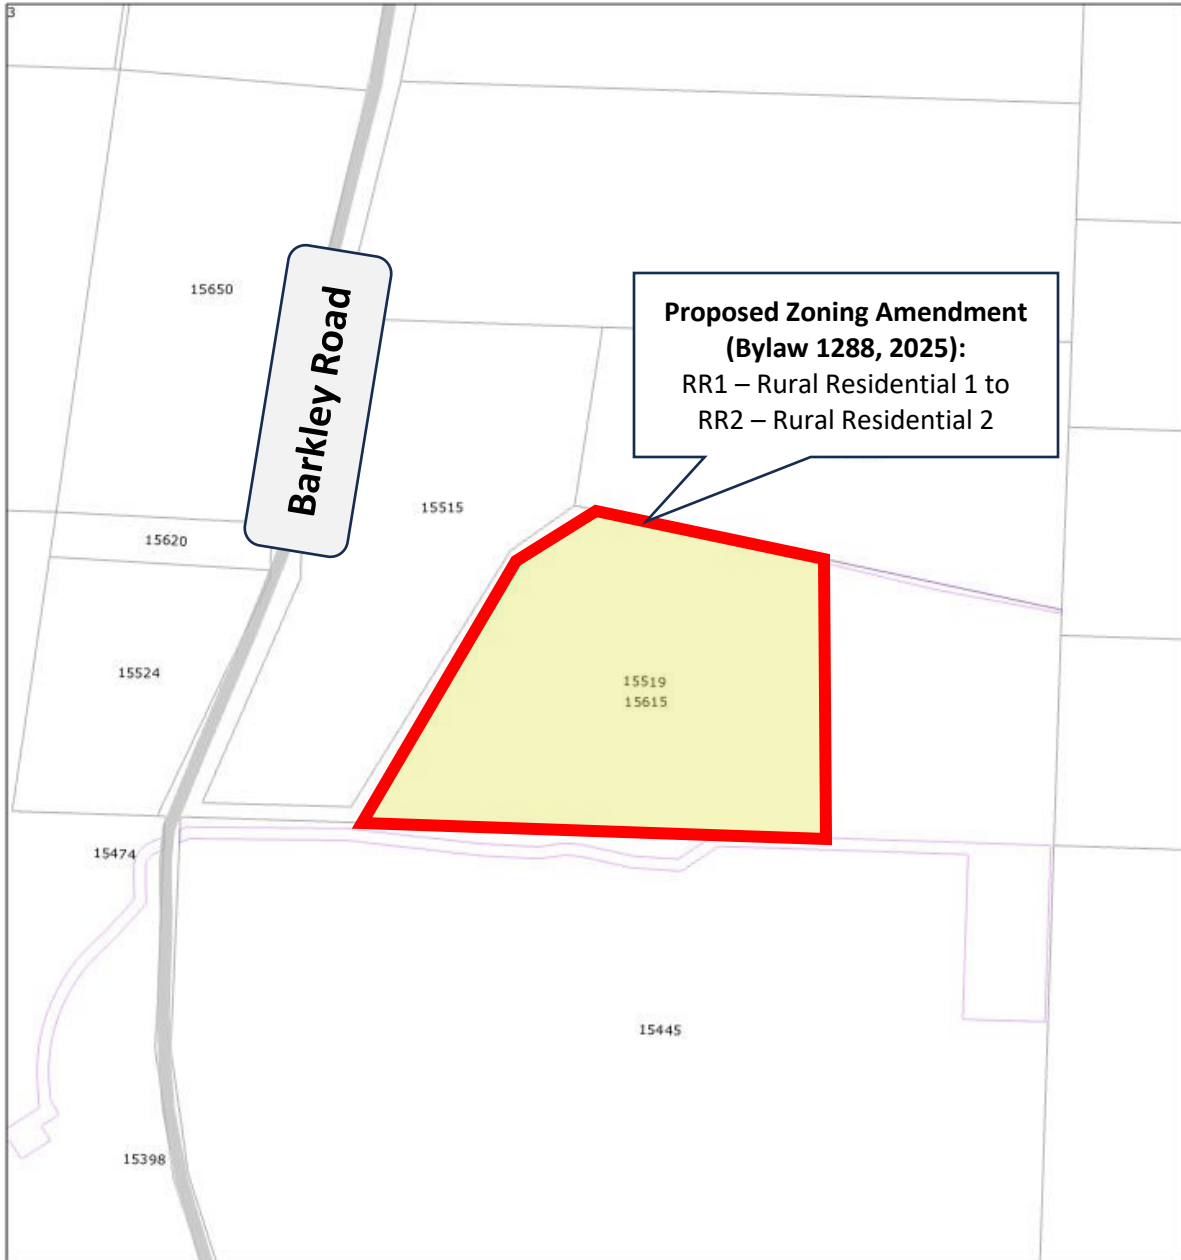 3
15650
Barkley Road
Proposed Zoning Amendment
(Bylaw 1288, 2025):
RR1 – Rural Residential 1 to
RR2 – Rural Residential 2
15515
15620
15524
15519
15615
15474
15445
15398